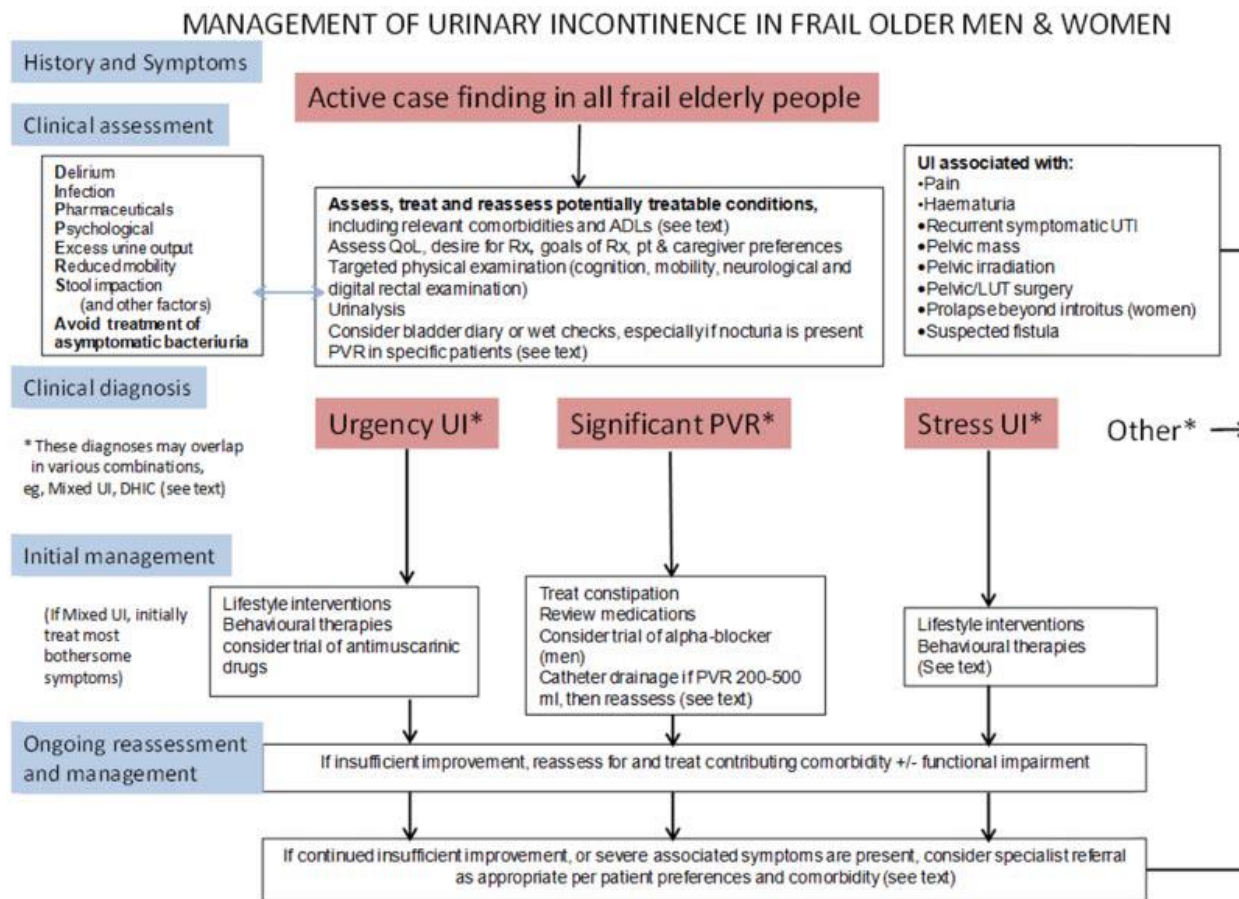 MANAGEMENT OF URINARY INCONTINENCE IN FRAIL OLDER MEN & WOMEN
History and Symptoms
Active case finding in all frail elderly people
Clinical assessment
Delirium
Infection
Pharmaceuticals
Psychological
Excess urine output
Reduced mobility
Stool impaction
(and other factors)
Avoid treatment of
asymptomatic bacteriuria
Assess, treat and reassess potentially treatable conditions,
including relevant comorbidities and ADLs (see text)
Assess QoL, desire for Rx, goals of Rx, pt & caregiver preferences
Targeted physical examination (cognition, mobility, neurological and
digital rectal examination)
Urinalysis
Consider bladder diary or wet checks, especially if nocturia is present
PVR in specific patients (see text)
UI associated with:
•Pain
•Haematuria
•Recurrent symptomatic UTI
•Pelvic mass
•Pelvic irradiation
•Pelvic/LUT surgery
•Prolapse beyond introitus (women)
•Suspected fistula
Clinical diagnosis
* These diagnoses may overlap
in various combinations,
eg, Mixed UI, DHIC (see text)
Urgency UI*
Significant PVR*
Stress UI*
Other*
Initial management
(If Mixed UI, initially
treat most
bothersome
symptoms)
Lifestyle interventions
Behavioural therapies
consider trial of antimuscarinic
drugs
Treat constipation
Review medications
Consider trial of alpha-blocker
(men)
Catheter drainage if PVR 200-500
ml, then reassess (see text)
Lifestyle interventions
Behavioural therapies
(See text)
Ongoing reassessment
and management
If insufficient improvement, reassess for and treat contributing comorbidity +/- functional impairment
If continued insufficient improvement, or severe associated symptoms are present, consider specialist referral
as appropriate per patient preferences and comorbidity (see text)